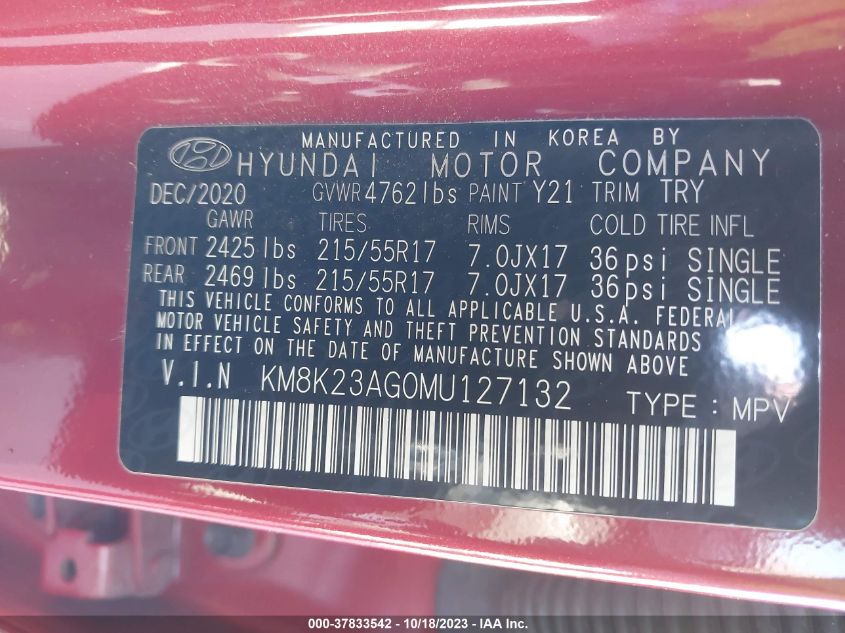 MANUFACTURED IN KOREA BY
HYUNDAI MOTOR COMPANY
DEC/2020 GVWR 4762 lbs PAINT Y21 TRIM TRY
GAWR TIRES RIMS COLD TIRE INFL
FRONT 2425 lbs 215/55R17 7.0JX17 36psi SINGLE
REAR 2469 lbs 215/55R17 7.0JX17 36psi SINGLE
THIS VEHICLE CONFORMS TO ALL APPLICABLE U.S.A. FEDERAL
MOTOR VEHICLE SAFETY AND THEFT PREVENTION STANDARDS
IN EFFECT ON THE DATE OF MANUFACTURE SHOWN ABOVE
V.I.N KM8K23AG0MU127132 TYPE : MPV
000-37833542 - 10/18/2023 - IAA Inc.